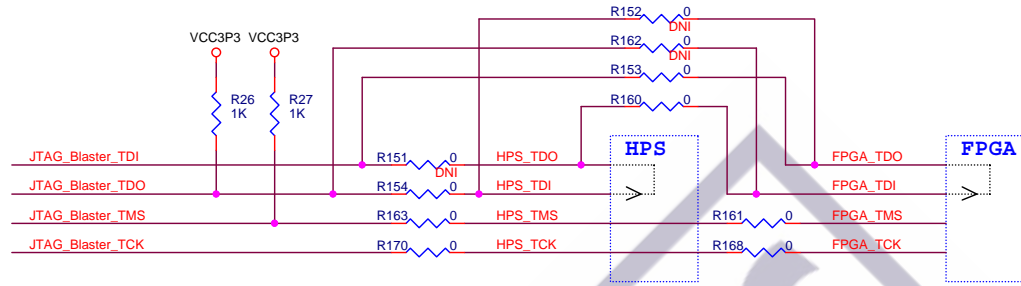 R152 0
DNI
VCC3P3 VCC3P3
R162 0
DNI
R153 0
R26 R27
1K 1K
R160 0
HPS FPGA
JTAG_Blaster_TDI R151 0 HPS_TDO FPGA_TDO
DNI
JTAG_Blaster_TDO R154 0 HPS_TDI FPGA_TDI
JTAG_Blaster_TMS R163 0 HPS_TMS R161 0 FPGA_TMS
JTAG_Blaster_TCK R170 0 HPS_TCK R168 0 FPGA_TCK